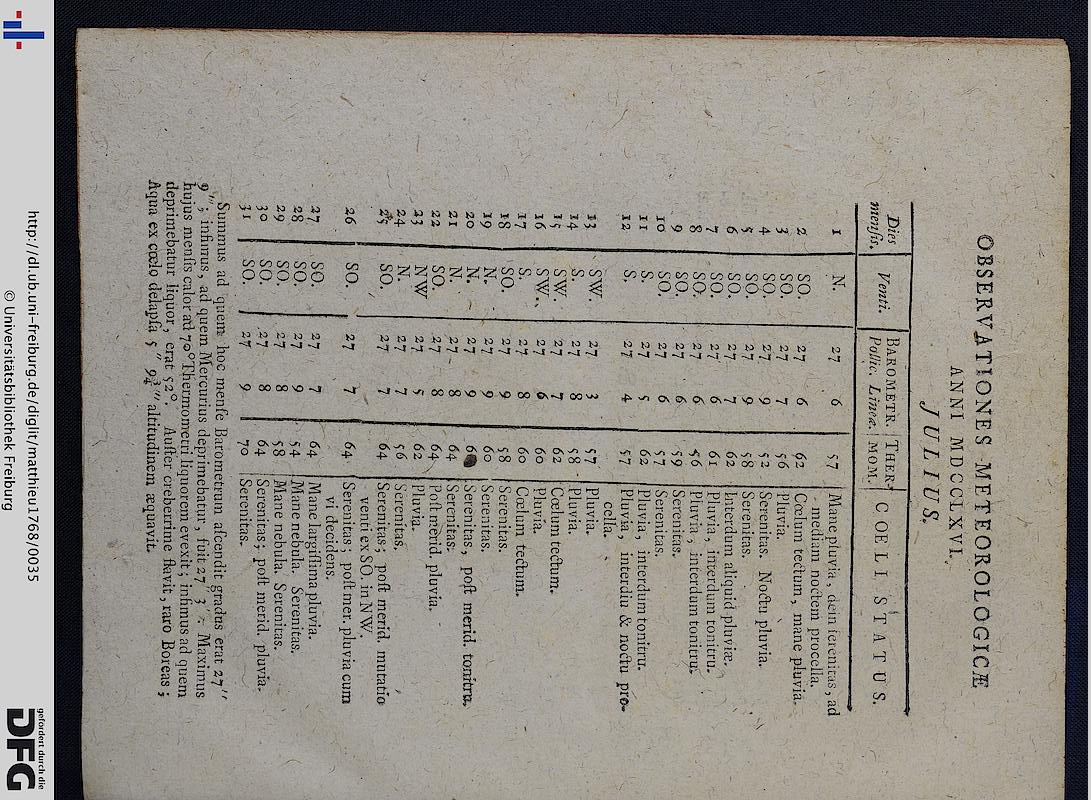 OBSERVATIONES METEOROLOGICÆ
ANNI MDCCLXVI.
JULIUS.
Dies menſis. Venti. BAROMETR. Pollic. Lineæ. THERMOM. COELI STATUS.
1 N. 27 6 57 Mane pluvia, dein ſerenitas, ad
mediam noctem procella.
2 SO. 27 6 62 Cœlum tectum, mane pluvia.
3 SO. 27 7 56 Pluvia.
4 SO. 27 9 52 Serenitas. Noctu pluvia.
5 SO. 27 9 58 Serenitas.
6 SO. 27 7 62 Interdum aliquid pluviæ.
7 SO. 27 6 61 Pluvia, interdum tonitru.
8 SO. 27 6 56 Pluvia, interdum tonitru.
9 SO. 27 6 59 Serenitas.
10 SO. 27 6 57 Serenitas.
11 S. 27 5 62 Pluvia, interdum tonitru.
12 S. 27 4 57 Pluvia, interdiu & noctu pro-
cella.
13 SW. 27 3 57 Pluvia.
14 S. 27 8 58 Pluvia.
15 SW. 27 7 62 Cœlum tectum.
16 SW. 27 6 60 Pluvia.
17 S. 27 8 60 Cœlum tectum.
18 SO. 27 9 58 Serenitas.
19 N. 27 9 60 Serenitas.
20 N. 27 9 Serenitas, poſt merid. tonitru.
21 N. 27 8 64 Serenitas.
22 SO. 27 8 64 Poſt merid. pluvia.
23 NW 27 5 62 Pluvia.
24 N. 27 7 56 Serenitas.
25 SO. 27 7 64 Serenitas; poſt merid. mutatio
venti ex SO. in NW.
26 SO. 27 7 64 Serenitas; poſt mer. pluvia cum
vi decidens.
27 SO. 27 7 64 Mane largiſſima pluvia.
28 SO. 27 9 54 Mane nebula. Serenitas.
29 SO. 27 8 58 Mane nebula. Serenitas.
30 SO. 27 8 64 Serenitas; poſt merid. pluvia.
31 SO. 27 9 70 Serenitas.
Summus ad quem hoc menſe Barometrum aſcendit gradus erat 27″
9‴; infimus, ad quem Mercurius deprimebatur, fuit 27″ 3‴. Maximus
hujus menſis calor ad 70° Thermometri liquorem evexit; infimus ad quem
deprimebatur liquor, erat 52°. Auſter creberrime flavit, raro Boreas;
Aqua ex cœlo delapſa 5″ 9¾‴ altitudinem æquavit.
http://dl.ub.uni-freiburg.de/diglit/matthieu1768/0035
© Universitätsbibliothek Freiburg
gefördert durch die
DFG